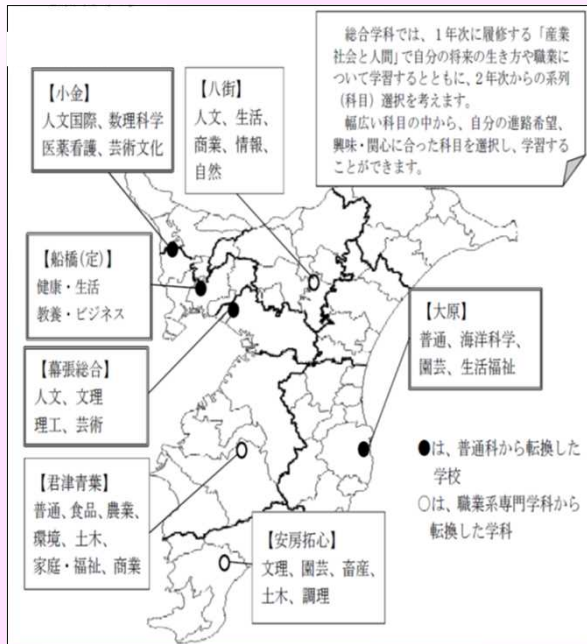 総合学科では、１年次に履修する「産業
社会と人間」で自分の将来の生き方や職業
について学習するとともに、２年次からの系列
（科目）選択を考えます。
幅広い科目の中から、自分の進路希望、
興味・関心に合った科目を選択し、学習する
ことができます。
【小金】
人文国際、数理科学
医薬看護、芸術文化
【八街】
人文、生活、
商業、情報、
自然
【船橋(定)】
健康・生活
教養・ビジネス
【大原】
普通、海洋科学、
園芸、生活福祉
【幕張総合】
人文、文理
理工、芸術
●は、普通科から転換した
学校
○は、職業系専門学科から
転換した学科
【君津青葉】
普通、食品、農業、
環境、土木、
家庭・福祉、商業
【安房拓心】
文理、園芸、畜産、
土木、調理